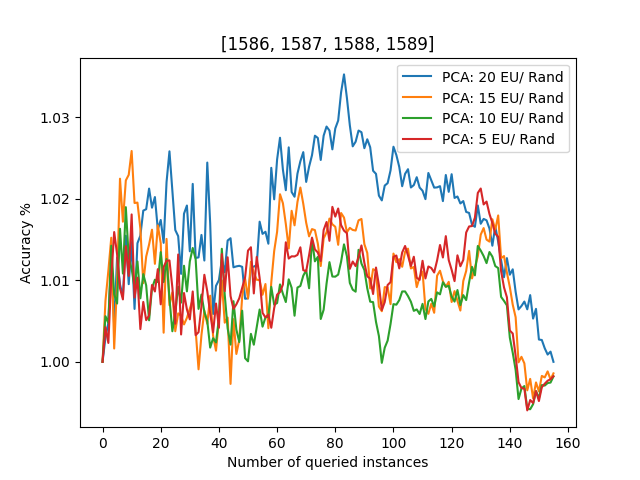 [1586, 1587, 1588, 1589]
PCA: 20 EU/ Rand
PCA: 15 EU/ Rand
PCA: 10 EU/ Rand
PCA: 5 EU/ Rand
Accuracy %
1.03
1.02
1.01
1.00
0 20 40 60 80 100 120 140 160
Number of queried instances